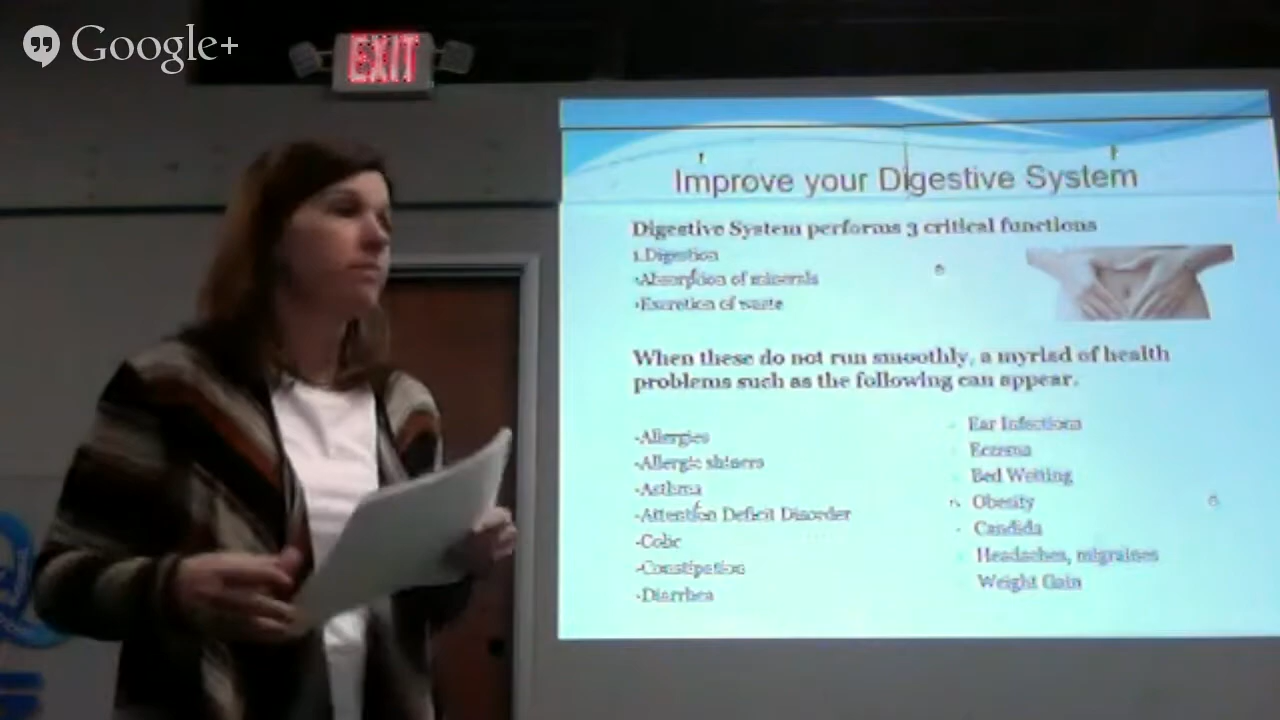 Google+
EXIT
Improve your Digestive System
Digestive System performs 3 critical functions
1.Digestion
•Absorption of minerals
•Excretion of waste
When these do not run smoothly, a myriad of health
problems such as the following can appear.
•Allergies
•Allergic shiners
•Asthma
•Attention Deficit Disorder
•Colic
•Constipation
•Diarrhea
Ear Infections
Eczema
Bed Wetting
Obesity
Candida
Headaches, migraines
Weight Gain